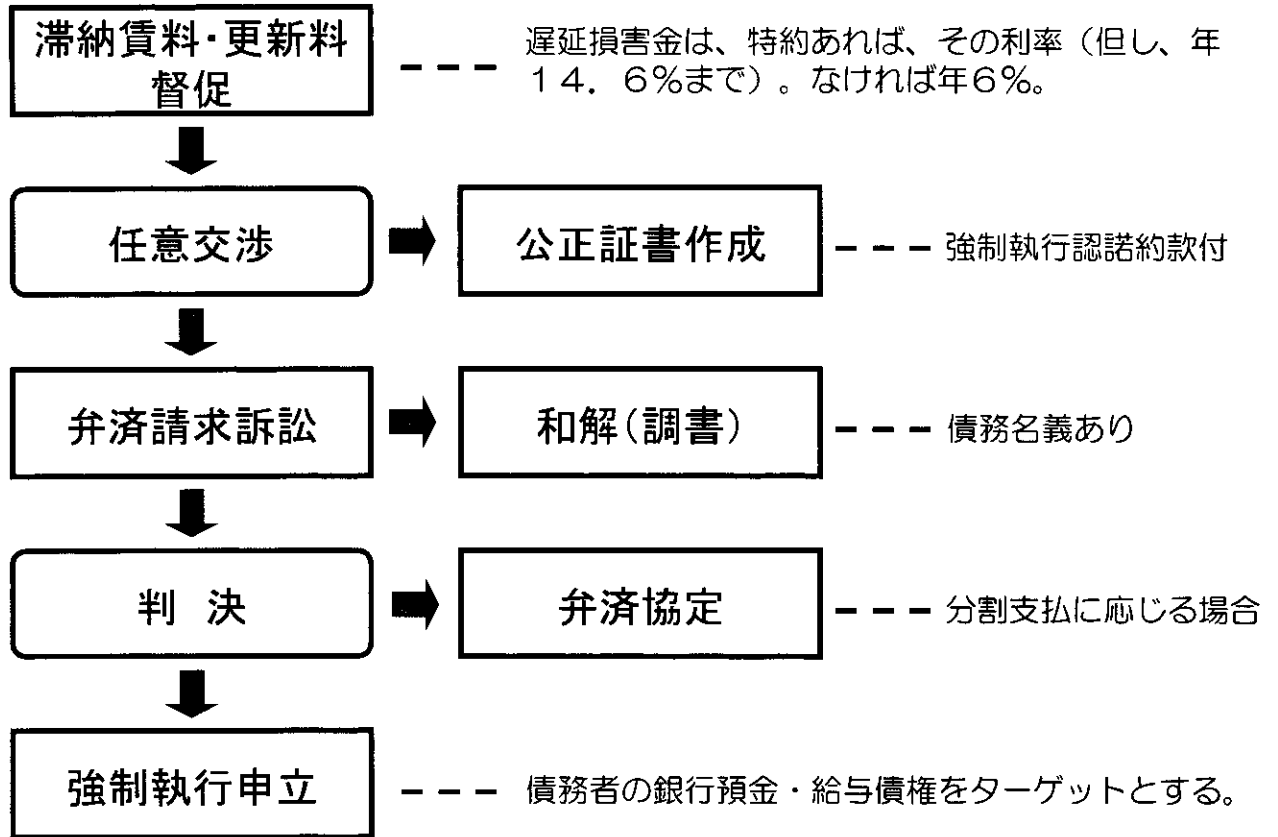 滞納賃料・更新料
督促
遅延損害金は、特約あれば、その利率（但し、年
１４．６％まで）。なければ年６％。
任意交渉
公正証書作成
強制執行認諾約款付
弁済請求訴訟
和解（調書）
債務名義あり
判 決
弁済協定
分割支払に応じる場合
強制執行申立
債務者の銀行預金・給与債権をターゲットとする。